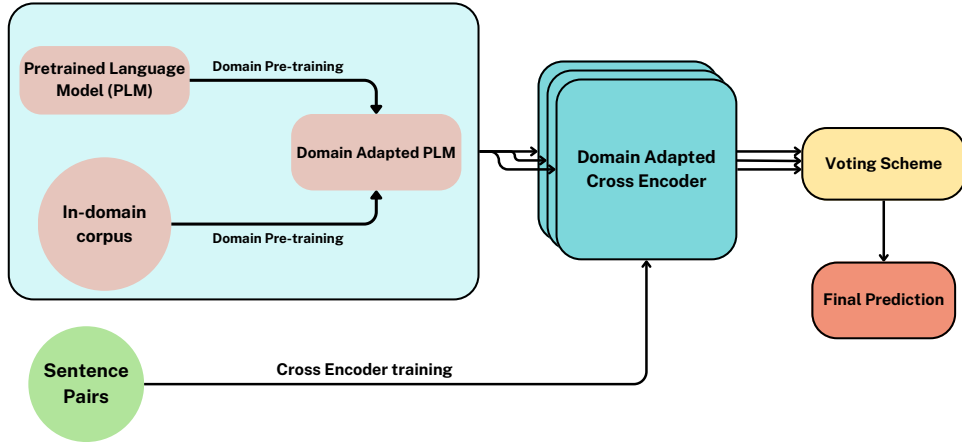 Pretrained Language
Model (PLM)
Domain Pre-training
Domain Adapted PLM
In-domain
corpus
Domain Pre-training
Domain Adapted
Cross Encoder
Voting Scheme
Final Prediction
Sentence
Pairs
Cross Encoder training